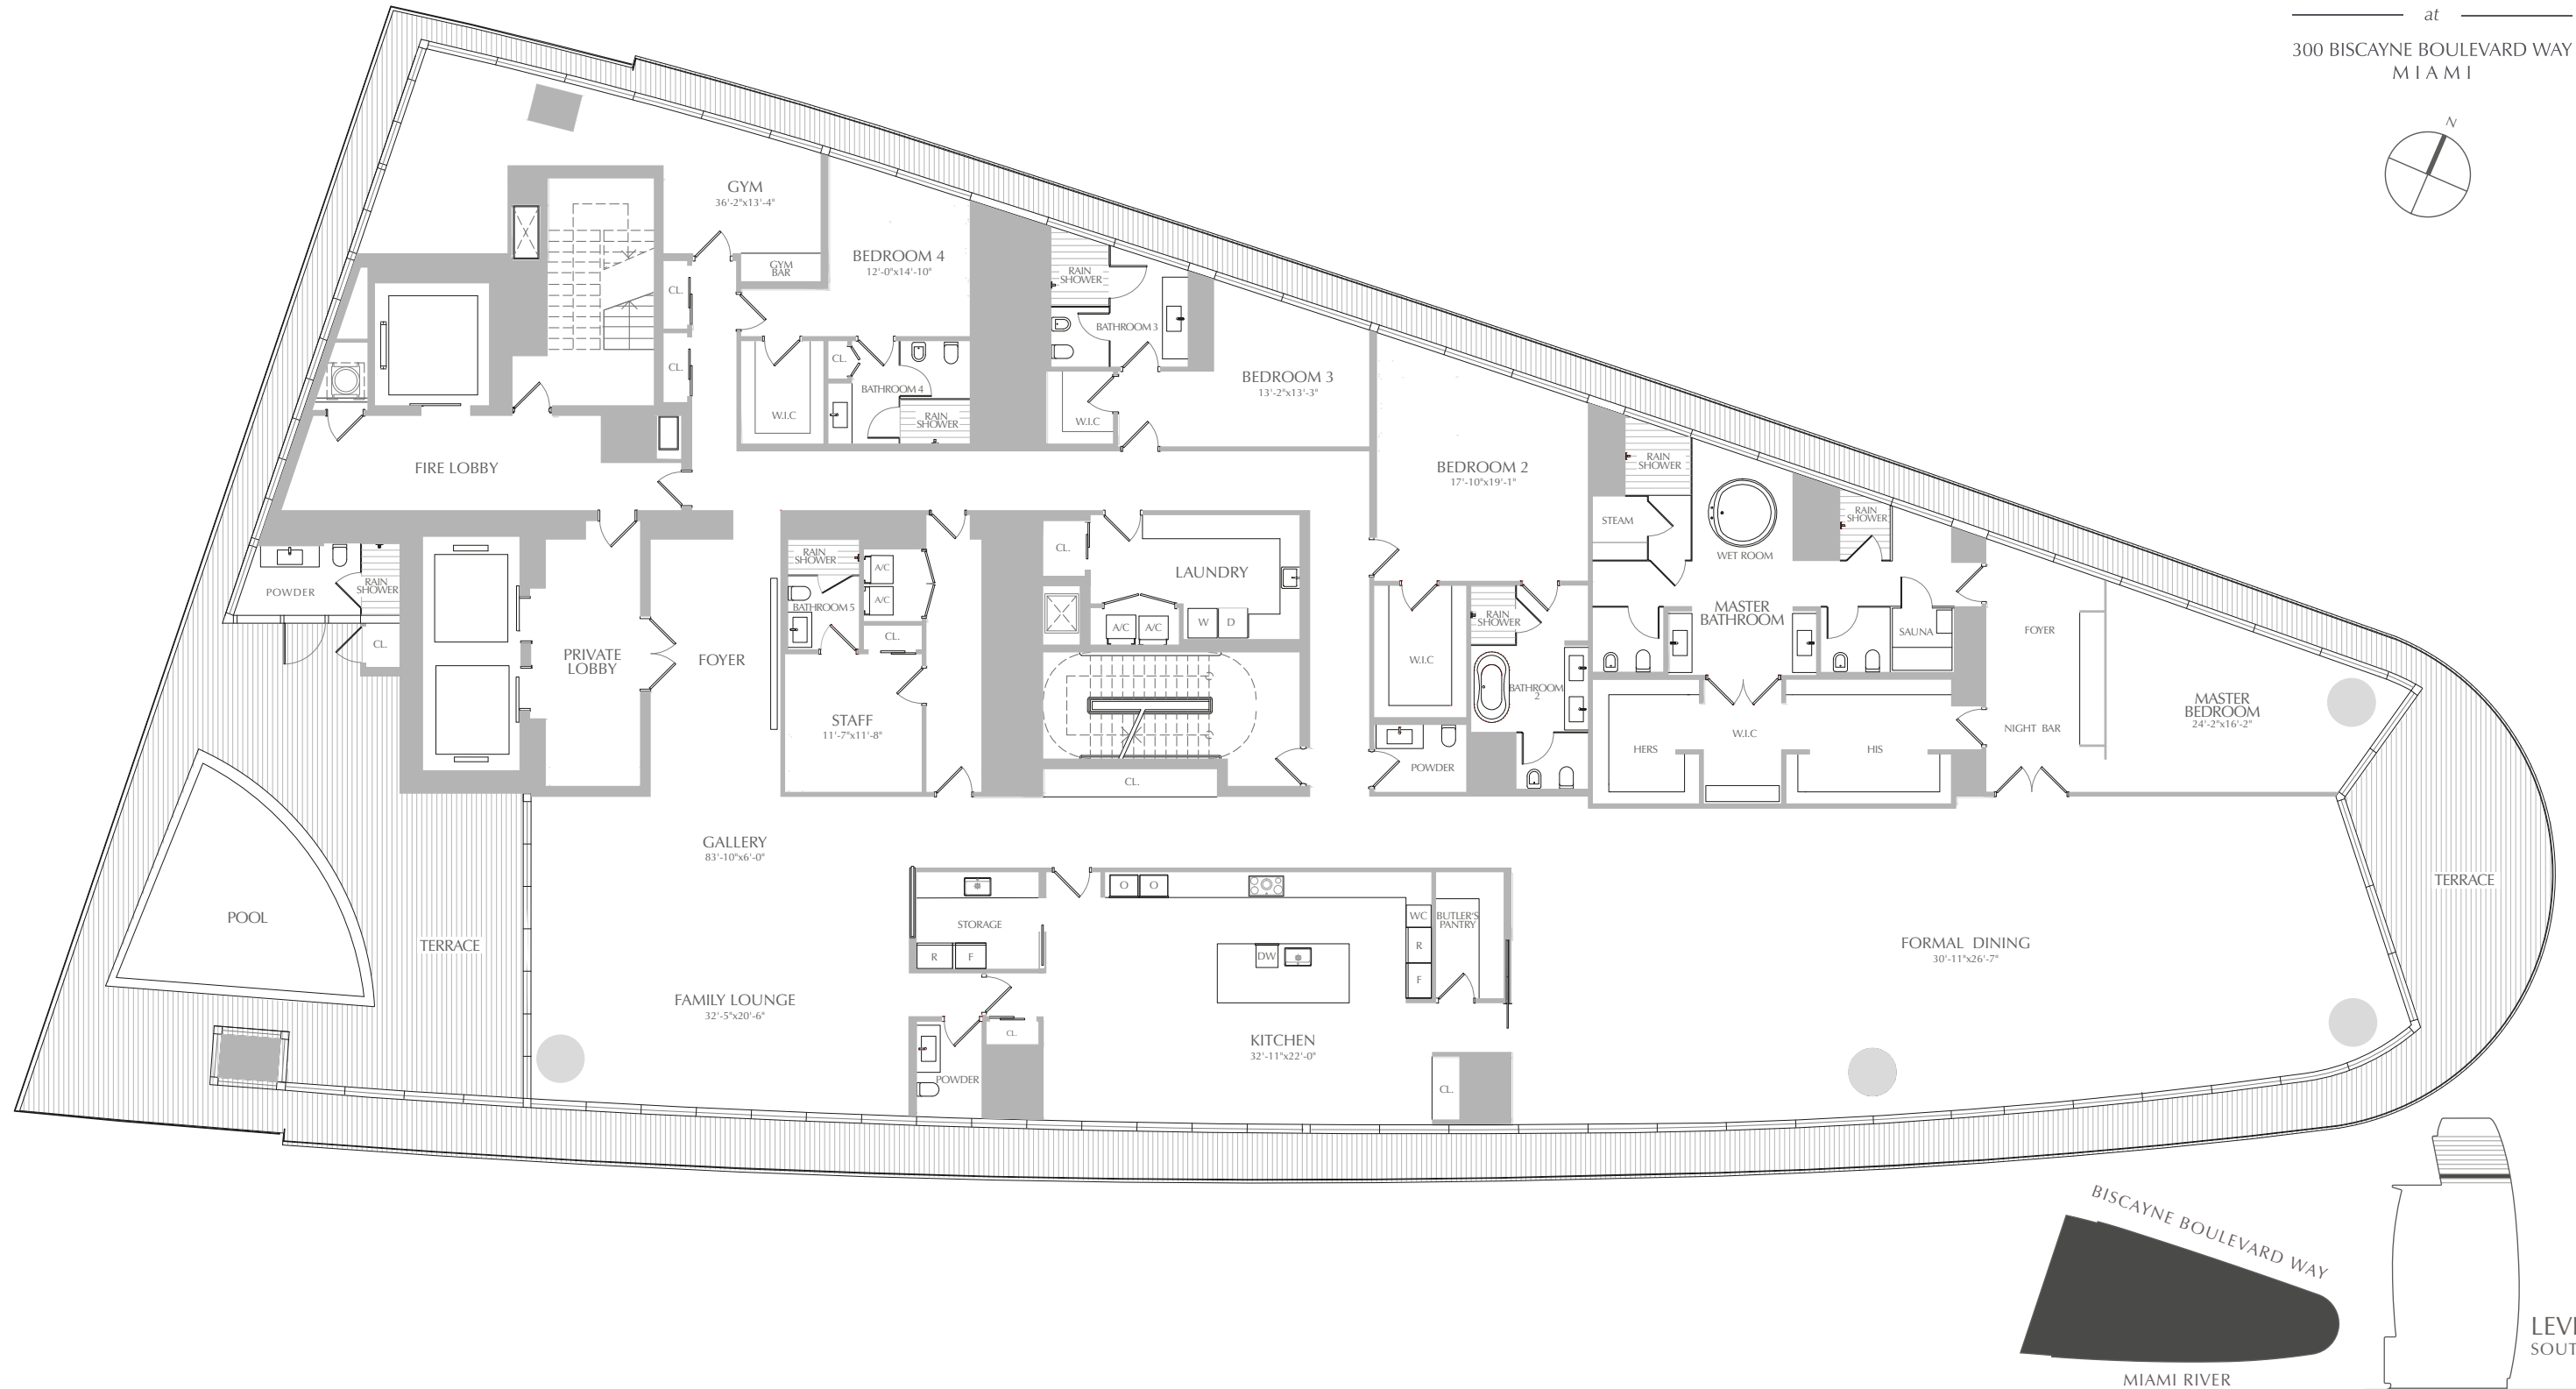 at
300 BISCAYNE BOULEVARD WAY
MIAMI
N
GYM
36'-2"x13'-4"
GYM
BAR
BEDROOM 4
12'-0"x14'-10"
CL.
CL.
W.I.C
CL.
BATHROOM 4
RAIN
SHOWER
RAIN
SHOWER
BATHROOM 3
W.I.C
BEDROOM 3
13'-2"x13'-3"
BEDROOM 2
17'-10"x19'-1"
FIRE LOBBY
RAIN
SHOWER
STEAM
WET ROOM
RAIN
SHOWER
MASTER
BATHROOM
SAUNA
FOYER
POWDER
RAIN
SHOWER
CL.
PRIVATE
LOBBY
FOYER
RAIN
SHOWER
A/C
A/C
BATHROOM 5
CL.
STAFF
11'-7"x11'-8"
CL.
LAUNDRY
A/C
A/C
W
D
CL.
W.I.C
RAIN
SHOWER
BATHROOM
2
POWDER
HERS
W.I.C
HIS
NIGHT BAR
MASTER
BEDROOM
24'-2"x16'-2"
GALLERY
83'-10"x6'-0"
POOL
TERRACE
STORAGE
R
F
O
O
WC
R
F
BUTLER'S
PANTRY
DW
TERRACE
FORMAL DINING
30'-11"x26'-7"
FAMILY LOUNGE
32'-5"x20'-6"
CL.
POWDER
KITCHEN
32'-11"x22'-0"
CL.
BISCAYNE BOULEVARD WAY
MIAMI RIVER